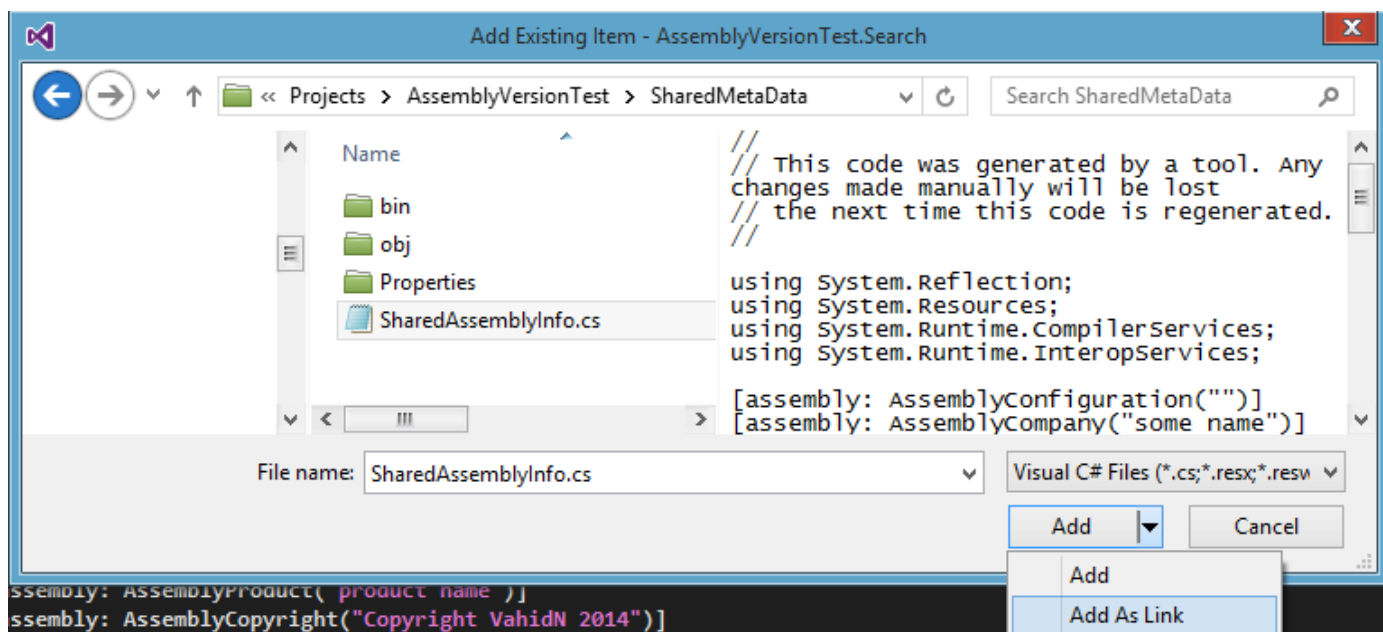 Add Existing Item - AssemblyVersionTest.Search
x
« Projects > AssemblyVersionTest > SharedMetaData
Search SharedMetaData
Name
bin
obj
Properties
SharedAssemblyInfo.cs
//
// This code was generated by a tool. Any
changes made manually will be lost
// the next time this code is regenerated.
//
using System.Reflection;
using System.Resources;
using System.Runtime.CompilerServices;
using System.Runtime.InteropServices;
[assembly: AssemblyConfiguration("")]
[assembly: AssemblyCompany("some name")]
File name: SharedAssemblyInfo.cs
Visual C# Files (*.cs;*.resx;*.resw
Add
Cancel
Add
Add As Link
ssembly: AssemblyProduct("product name")]
ssembly: AssemblyCopyright("Copyright VahidN 2014")]